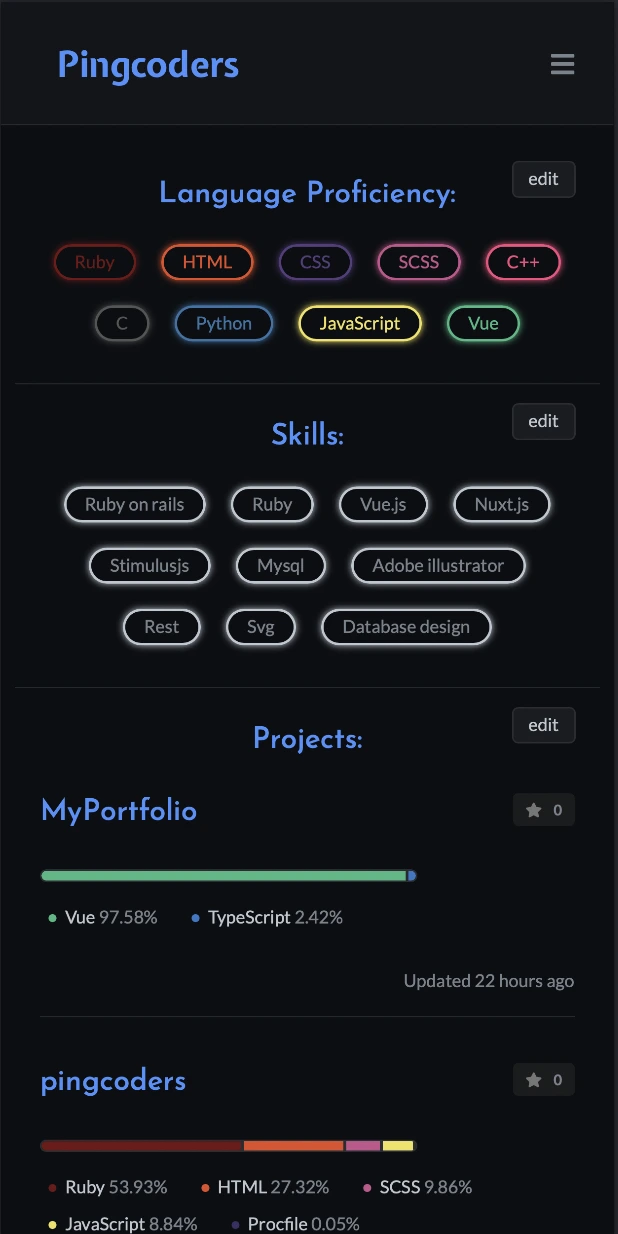 Pingcoders
edit
Language Proficiency:
Ruby HTML CSS SCSS C++
C Python JavaScript Vue
edit
Skills:
Ruby on rails Ruby Vue.js Nuxt.js
Stimulusjs Mysql Adobe illustrator
Rest Svg Database design
edit
Projects:
MyPortfolio 0
Vue 97.58% TypeScript 2.42%
Updated 22 hours ago
pingcoders 0
Ruby 53.93% HTML 27.32% SCSS 9.86%
JavaScript 8.84% Procfile 0.05%